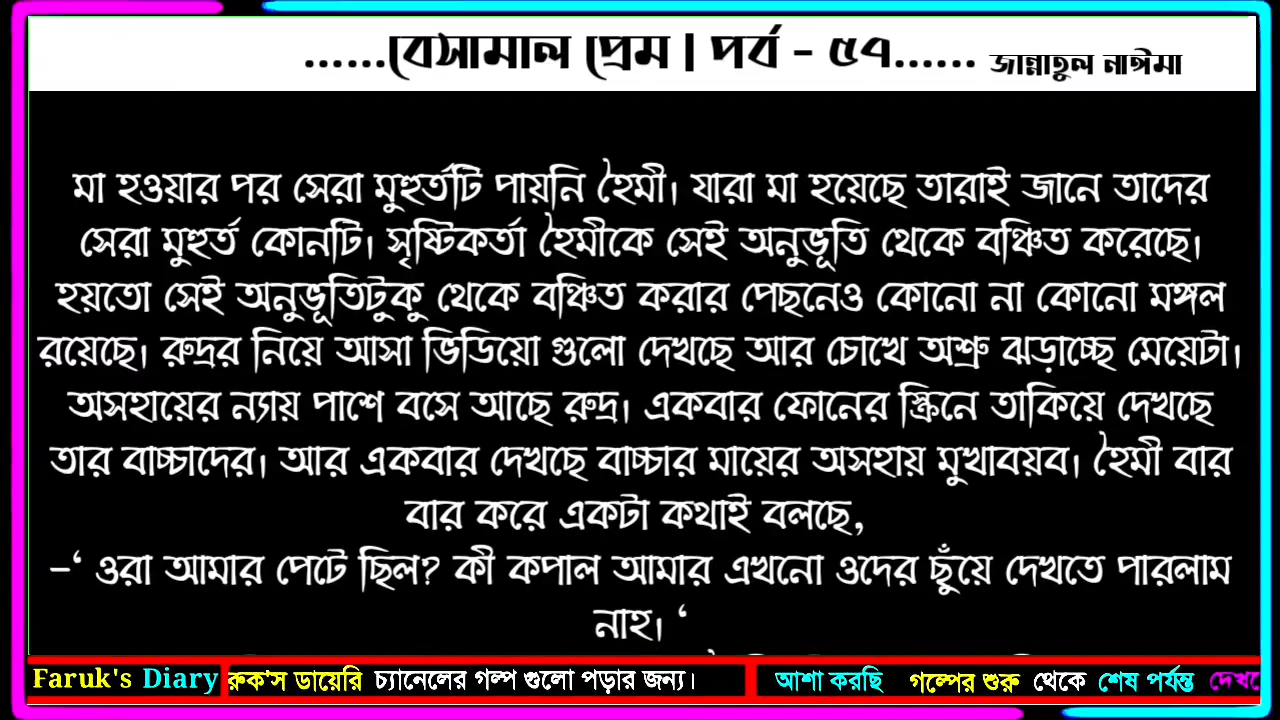 ......বেসামাল প্রেম | পর্ব - ৫৭...... জান্নাতুল নাঈমা
মা হওয়ার পর সেরা মুহুর্তটি পায়নি হৈমী। যারা মা হয়েছে তারাই জানে তাদের
সেরা মুহুর্ত কোনটি। সৃষ্টিকর্তা হৈমীকে সেই অনুভূতি থেকে বঞ্চিত করেছে।
হয়তো সেই অনুভূতিটুকু থেকে বঞ্চিত করার পেছনেও কোনো না কোনো মঙ্গল
রয়েছে। রুদ্রর নিয়ে আসা ভিডিয়ো গুলো দেখছে আর চোখে অশ্রু ঝড়াচ্ছে মেয়েটা।
অসহায়ের ন্যায় পাশে বসে আছে রুদ্র। একবার ফোনের স্ক্রিনে তাকিয়ে দেখছে
তার বাচ্চাদের। আর একবার দেখছে বাচ্চার মায়ের অসহায় মুখাবয়ব। হৈমী বার
বার করে একটা কথাই বলছে,
-‘ ওরা আমার পেটে ছিল? কী কপাল আমার এখনো ওদের ছুঁয়ে দেখতে পারলাম
নাহ। ‘
Faruk's Diary রুক'স ডায়েরি চ্যানেলের গল্প গুলো পড়ার জন্য। আশা করছি গল্পের শুরু থেকে শেষ পর্যন্ত